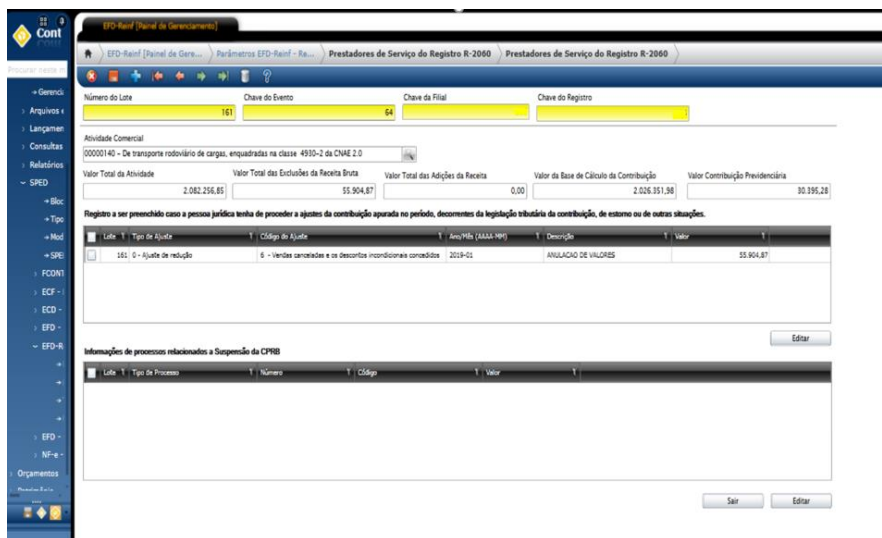 Cont
EFD-Reinf [Painel de Gerenciamento]
EFD-Reinf [Painel de Gere... Parâmetros EFD-Reinf - Re... Prestadores de Serviço do Registro R-2060 Prestadores de Serviço do Registro R-2060
Procurar neste m
Gerenci
Arquivos e
Lançamen
Consultas
Relatórios
SPED
Bloc
Tipo
Mod
SPE
FCONT
ECF -
ECD -
EFD -
EFD-R
EFD -
NF-e -
Orçamentos
Número do Lote Chave do Evento Chave da Filial Chave do Registro
161 64
Atividade Comercial
00000140 - De transporte rodoviário de cargas, enquadradas na classe 4930-2 da CNAE 2.0
Valor Total da Atividade Valor Total das Exclusões da Receita Bruta Valor Total das Adições da Receita Valor da Base de Cálculo da Contribuição Valor Contribuição Previdenciária
2.082.256,85 55.904,87 0,00 2.026.351,98 30.395,28
Registro a ser preenchido caso a pessoa jurídica tenha de proceder a ajustes da contribuição apurada no período, decorrentes da legislação tributária da contribuição, de estorno ou de outras situações.
Lote Tipo de Ajuste Código do Ajuste Ano/Mês (AAAA-MM) Descrição Valor
161 0 - Ajuste de redução 6 - Vendas canceladas e os descontos incondicionais concedidos 2019-01 ANULACAO DE VALORES 55.904,87
Editar
Informações de processos relacionados a Suspensão da CPRB
Lote Tipo de Processo Número Código Valor
Sair Editar